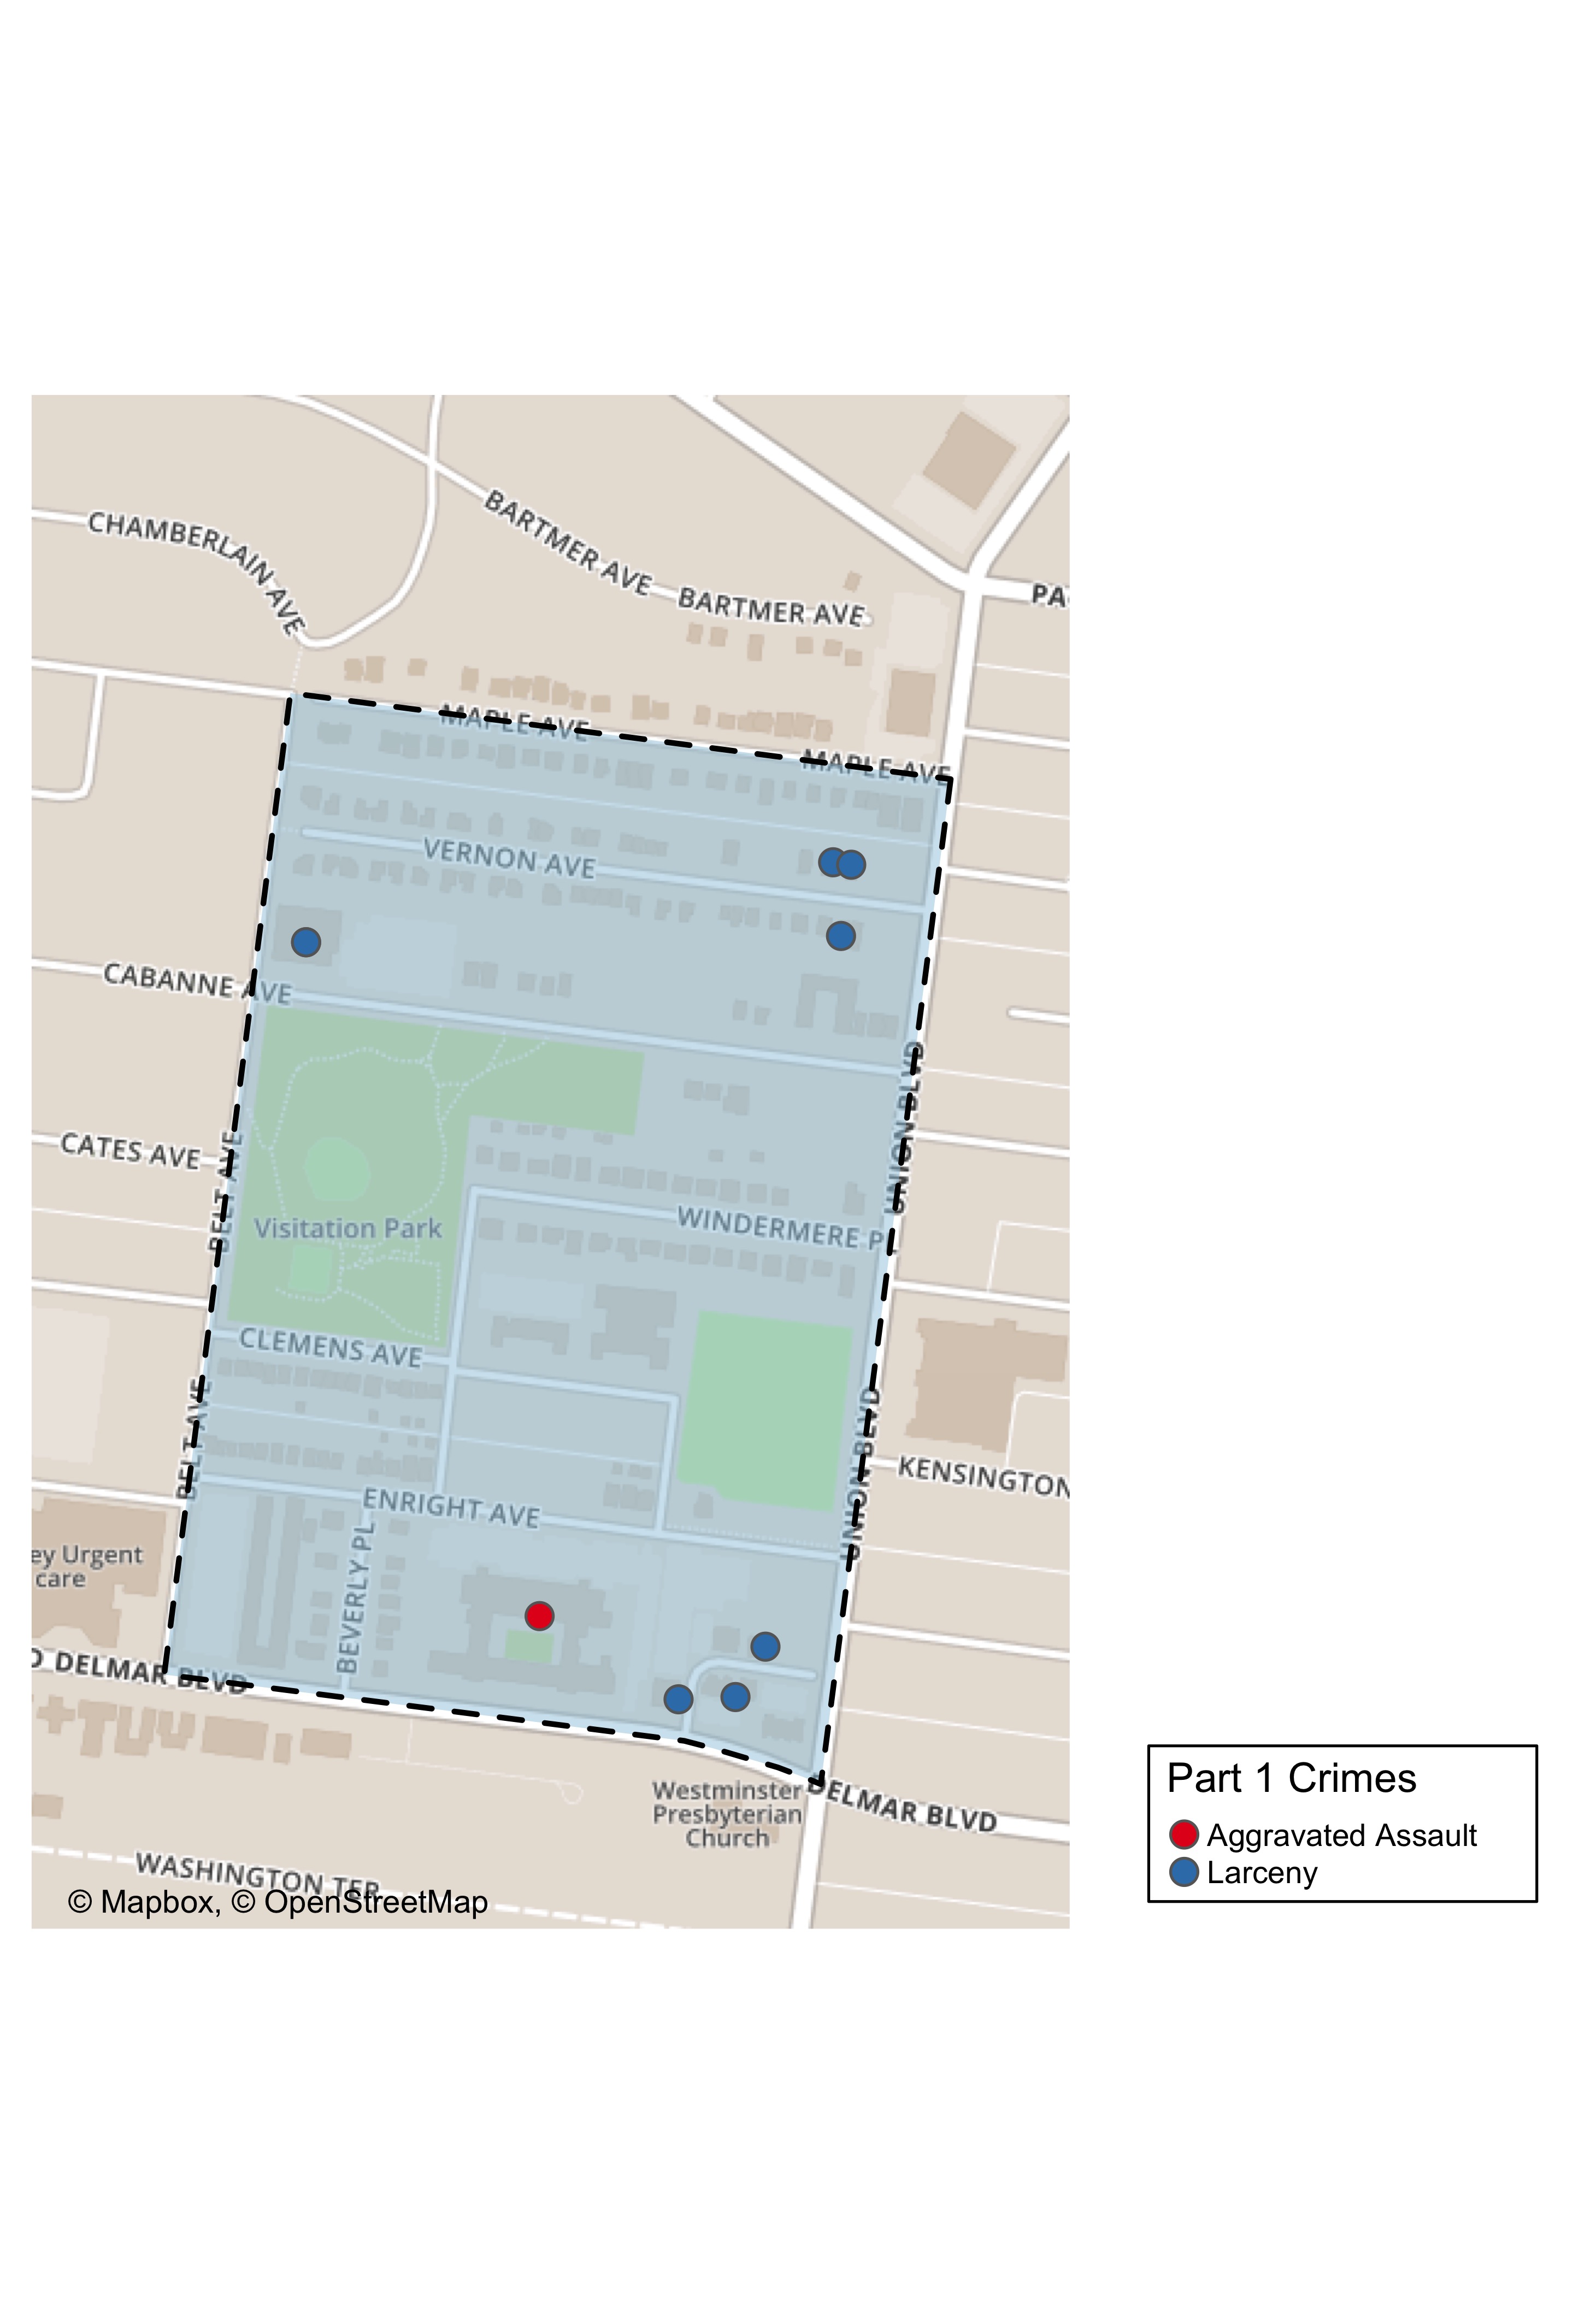 CHAMBERLAIN AVE
BARTMER AVE
BARTMER AVE
MAPLE AVE
MAPLE AVE
VERNON AVE
CABANNE AVE
UNION BLVD
CATES AVE
BELT AVE
Visitation Park
WINDERMERE
CLEMENS AVE
BELT AVE
UNION BLVD
KENSINGTON
ENRIGHT AVE
BEVERLY PL
ey Urgent
care
DELMAR BLVD
Westminster
Presbyterian
Church
DELMAR BLVD
WASHINGTON TER
© Mapbox, © OpenStreetMap
Part 1 Crimes
Aggravated Assault
Larceny